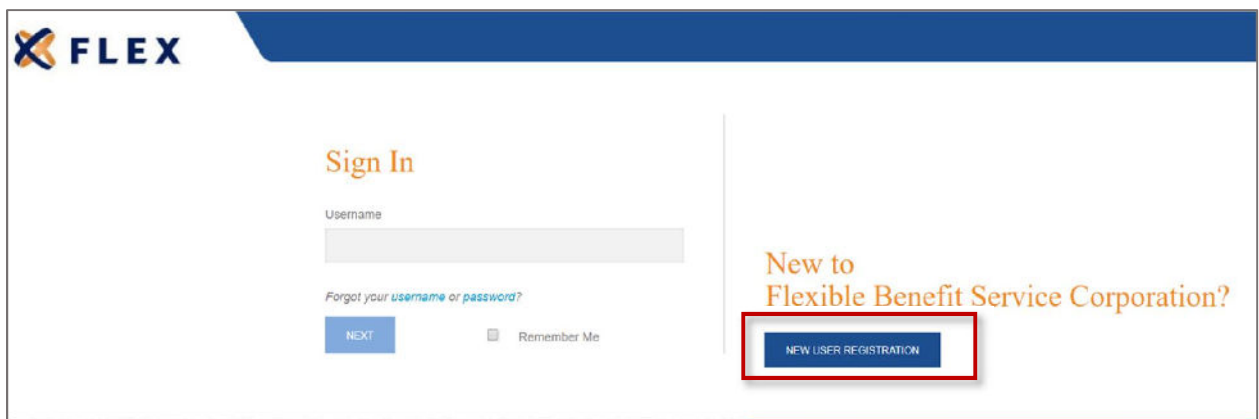 FLEX
Sign In
Username
Forgot your username or password?
NEXT
Remember Me
New to
Flexible Benefit Service Corporation?
NEW USER REGISTRATION